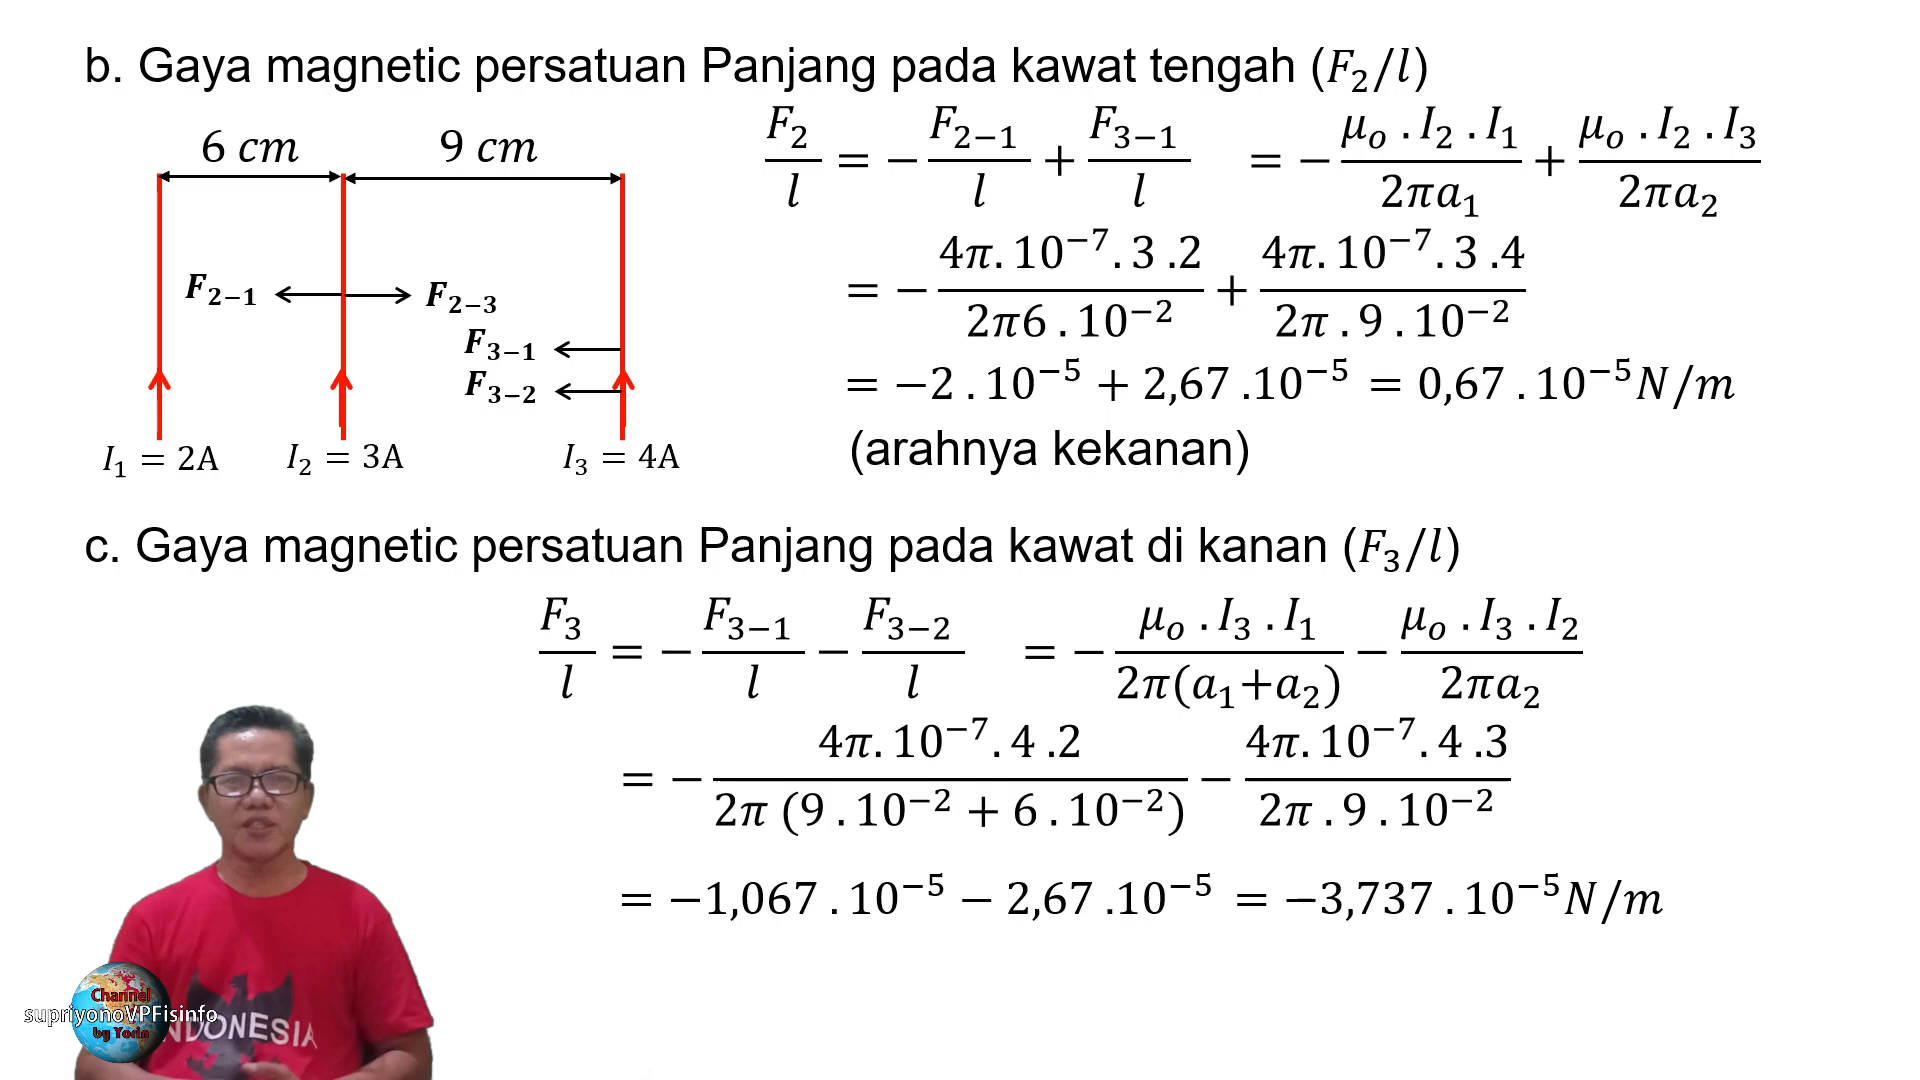 b. Gaya magnetic persatuan Panjang pada kawat tengah (F₂/l)
6 cm
9 cm
F₂/l = −F₂₋₁/l + F₃₋₁/l = −μₒ . I₂ . I₁/2πa₁ + μₒ . I₂ . I₃/2πa₂
= −4π. 10⁻⁷. 3 .2/2π6 . 10⁻² + 4π. 10⁻⁷. 3 .4/2π . 9 . 10⁻²
= −2 . 10⁻⁵ + 2,67 .10⁻⁵ = 0,67 . 10⁻⁵N/m
(arahnya kekanan)
F₂₋₁
F₂₋₃
F₃₋₁
F₃₋₂
I₁ = 2A
I₂ = 3A
I₃ = 4A
c. Gaya magnetic persatuan Panjang pada kawat di kanan (F₃/l)
F₃/l = −F₃₋₁/l − F₃₋₂/l = −μₒ . I₃ . I₁/2π(a₁+a₂) − μₒ . I₃ . I₂/2πa₂
= −4π. 10⁻⁷. 4 .2/2π (9 . 10⁻² + 6 . 10⁻²) − 4π. 10⁻⁷. 4 .3/2π . 9 . 10⁻²
= −1,067 . 10⁻⁵ − 2,67 .10⁻⁵ = −3,737 . 10⁻⁵N/m
Channel
supriyonoVPFisinfo
by Yorin
INDONESIA